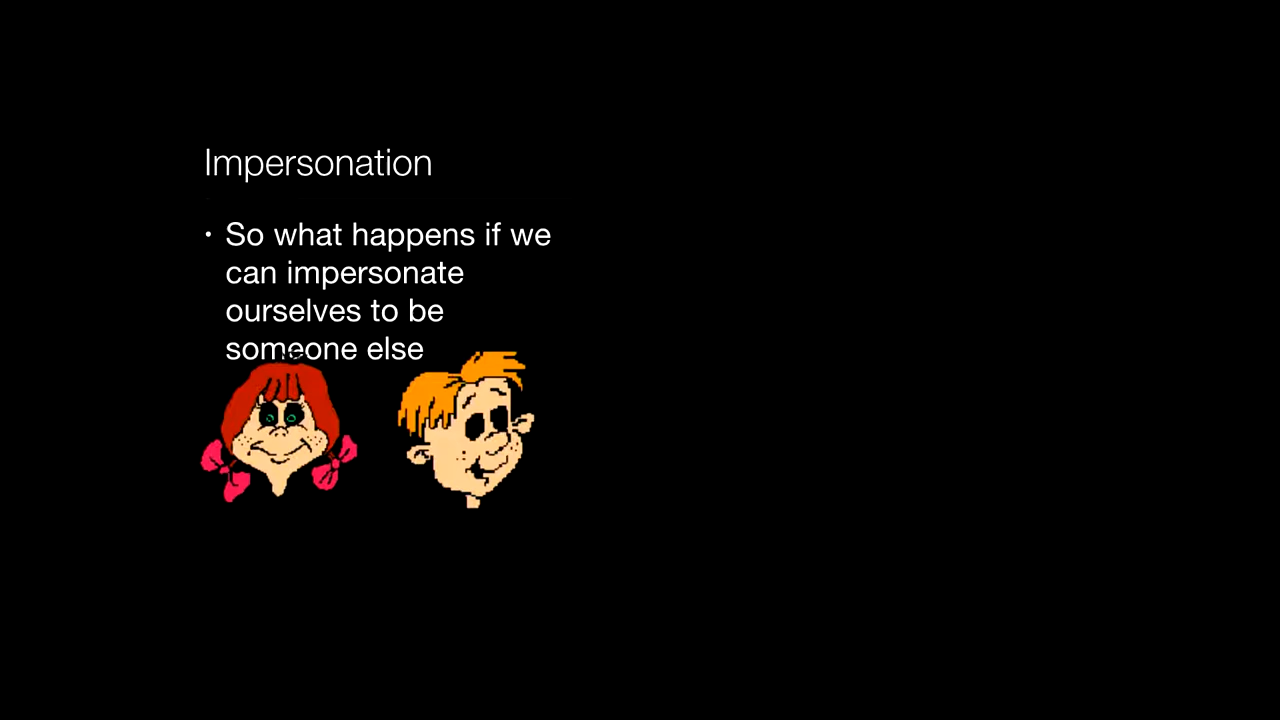 Impersonation
• So what happens if we
can impersonate
ourselves to be
someone else